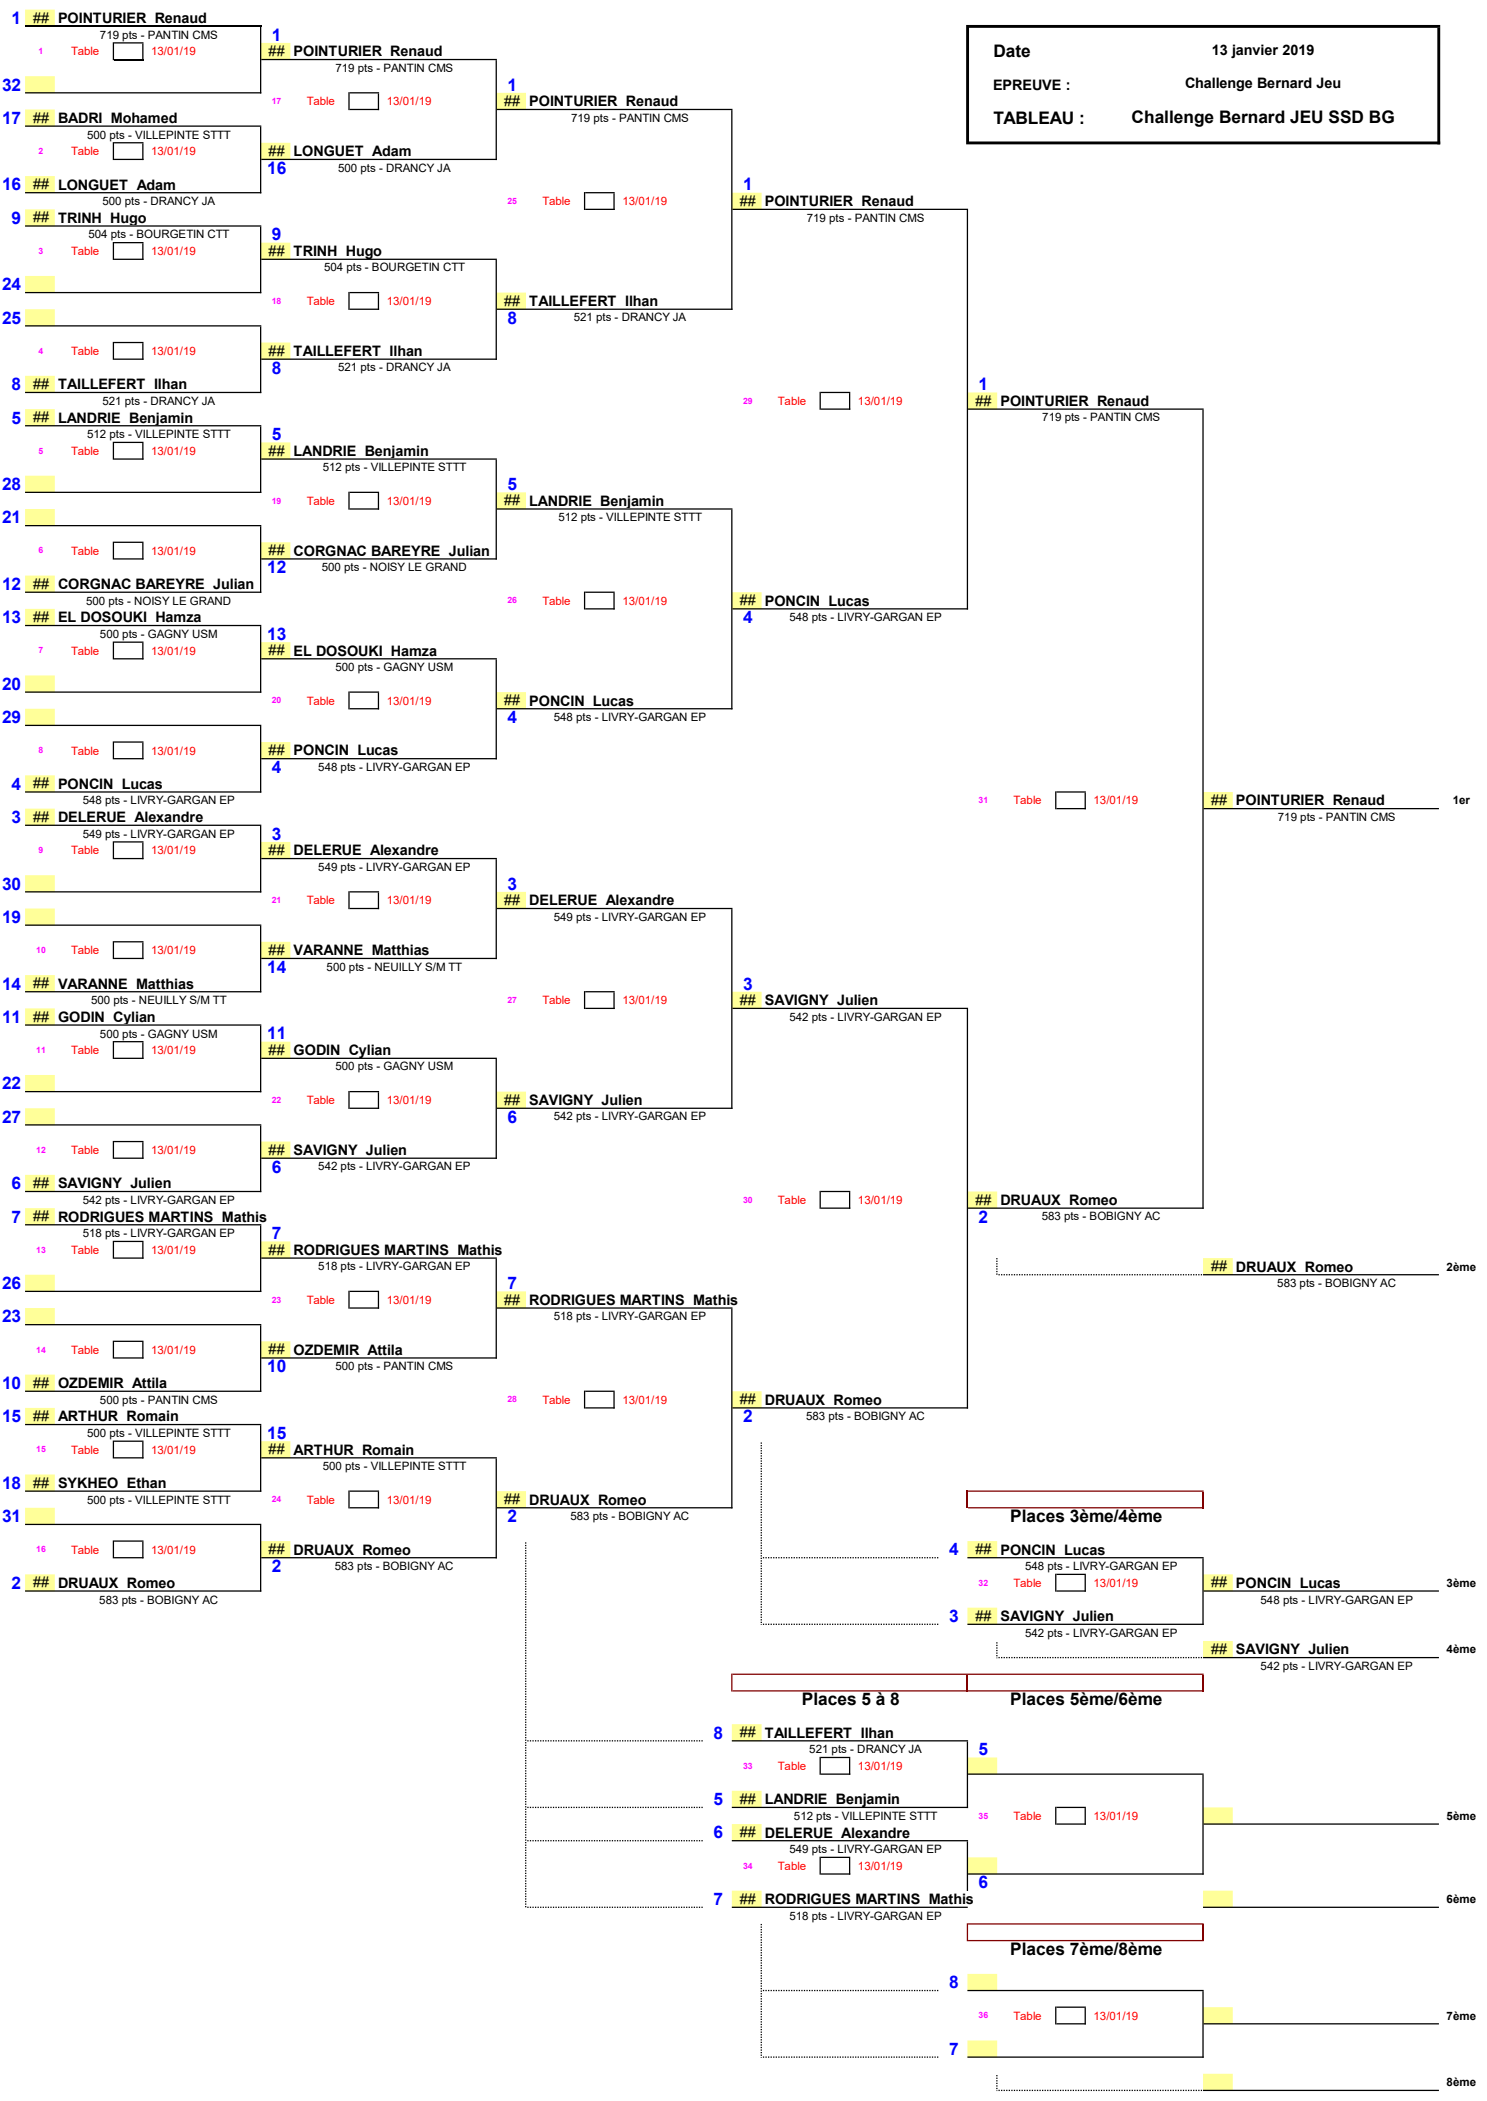 1 ## POINTURIER Renaud
719 pts - PANTIN CMS
1 Table 13/01/19
32
17 ## BADRI Mohamed
500 pts - VILLEPINTE STTT
2 Table 13/01/19
16 ## LONGUET Adam
500 pts - DRANCY JA
9 ## TRINH Hugo
504 pts - BOURGETIN CTT
3 Table 13/01/19
24
25
4 Table 13/01/19
8 ## TAILLEFERT Ilhan
521 pts - DRANCY JA
5 ## LANDRIE Benjamin
512 pts - VILLEPINTE STTT
5 Table 13/01/19
28
21
6 Table 13/01/19
12 ## CORGNAC BAREYRE Julian
500 pts - NOISY LE GRAND
13 ## EL DOSOUKI Hamza
500 pts - GAGNY USM
7 Table 13/01/19
20
29
8 Table 13/01/19
4 ## PONCIN Lucas
548 pts - LIVRY-GARGAN EP
3 ## DELERUE Alexandre
549 pts - LIVRY-GARGAN EP
9 Table 13/01/19
30
19
10 Table 13/01/19
14 ## VARANNE Matthias
500 pts - NEUILLY S/M TT
11 ## GODIN Cylian
500 pts - GAGNY USM
11 Table 13/01/19
22
27
12 Table 13/01/19
6 ## SAVIGNY Julien
542 pts - LIVRY-GARGAN EP
7 ## RODRIGUES MARTINS Mathis
518 pts - LIVRY-GARGAN EP
13 Table 13/01/19
26
23
14 Table 13/01/19
10 ## OZDEMIR Attila
500 pts - PANTIN CMS
15 ## ARTHUR Romain
500 pts - VILLEPINTE STTT
15 Table 13/01/19
18 ## SYKHEO Ethan
500 pts - VILLEPINTE STTT
31
16 Table 13/01/19
2 ## DRUAUX Romeo
583 pts - BOBIGNY AC
1
## POINTURIER Renaud
719 pts - PANTIN CMS
17 Table 13/01/19
## LONGUET Adam
16
500 pts - DRANCY JA
9
## TRINH Hugo
504 pts - BOURGETIN CTT
18 Table 13/01/19
## TAILLEFERT Ilhan
8
521 pts - DRANCY JA
5
## LANDRIE Benjamin
512 pts - VILLEPINTE STTT
19 Table 13/01/19
## CORGNAC BAREYRE Julian
12
500 pts - NOISY LE GRAND
13
## EL DOSOUKI Hamza
500 pts - GAGNY USM
20 Table 13/01/19
## PONCIN Lucas
4
548 pts - LIVRY-GARGAN EP
3
## DELERUE Alexandre
549 pts - LIVRY-GARGAN EP
21 Table 13/01/19
## VARANNE Matthias
14
500 pts - NEUILLY S/M TT
11
## GODIN Cylian
500 pts - GAGNY USM
22 Table 13/01/19
## SAVIGNY Julien
6
542 pts - LIVRY-GARGAN EP
7
## RODRIGUES MARTINS Mathis
518 pts - LIVRY-GARGAN EP
23 Table 13/01/19
## OZDEMIR Attila
10
500 pts - PANTIN CMS
15
## ARTHUR Romain
500 pts - VILLEPINTE STTT
24 Table 13/01/19
## DRUAUX Romeo
2
583 pts - BOBIGNY AC
1
## POINTURIER Renaud
719 pts - PANTIN CMS
25 Table 13/01/19
## TAILLEFERT Ilhan
8
521 pts - DRANCY JA
5
## LANDRIE Benjamin
512 pts - VILLEPINTE STTT
26 Table 13/01/19
## PONCIN Lucas
4
548 pts - LIVRY-GARGAN EP
3
## DELERUE Alexandre
549 pts - LIVRY-GARGAN EP
27 Table 13/01/19
## SAVIGNY Julien
6
542 pts - LIVRY-GARGAN EP
7
## RODRIGUES MARTINS Mathis
518 pts - LIVRY-GARGAN EP
28 Table 13/01/19
## DRUAUX Romeo
2
583 pts - BOBIGNY AC
Date 13 janvier 2019
EPREUVE : Challenge Bernard Jeu
TABLEAU : Challenge Bernard JEU SSD BG
1
## POINTURIER Renaud
719 pts - PANTIN CMS
29 Table 13/01/19
## PONCIN Lucas
4
548 pts - LIVRY-GARGAN EP
3
## SAVIGNY Julien
542 pts - LIVRY-GARGAN EP
30 Table 13/01/19
## DRUAUX Romeo
2
583 pts - BOBIGNY AC
1
## POINTURIER Renaud
719 pts - PANTIN CMS
31 Table 13/01/19
## DRUAUX Romeo
2
583 pts - BOBIGNY AC
## POINTURIER Renaud 1er
719 pts - PANTIN CMS
## DRUAUX Romeo 2ème
583 pts - BOBIGNY AC
Places 3ème/4ème
4 ## PONCIN Lucas
548 pts - LIVRY-GARGAN EP
32 Table 13/01/19
3 ## SAVIGNY Julien
542 pts - LIVRY-GARGAN EP
## PONCIN Lucas 3ème
548 pts - LIVRY-GARGAN EP
## SAVIGNY Julien 4ème
542 pts - LIVRY-GARGAN EP
Places 5 à 8
Places 5ème/6ème
8 ## TAILLEFERT Ilhan
521 pts - DRANCY JA
33 Table 13/01/19
5 ## LANDRIE Benjamin
512 pts - VILLEPINTE STTT
6 ## DELERUE Alexandre
549 pts - LIVRY-GARGAN EP
34 Table 13/01/19
7 ## RODRIGUES MARTINS Mathis
518 pts - LIVRY-GARGAN EP
5
35 Table 13/01/19
6
5ème
6ème
Places 7ème/8ème
8
36 Table 13/01/19
7
7ème
8ème